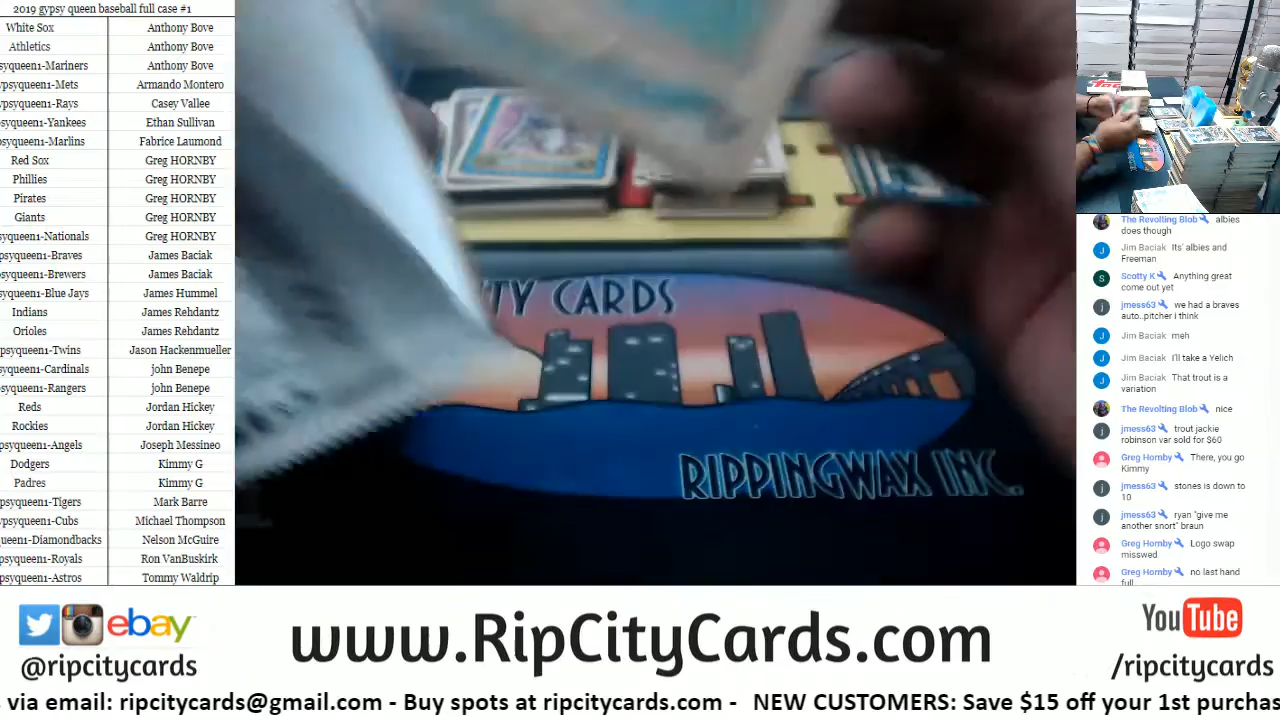 2019 gypsy queen baseball full case #1
White Sox Anthony Bove
Athletics Anthony Bove
syqueen1-Mariners Anthony Bove
ypsyqueen1-Mets Armando Montero
ypsyqueen1-Rays Casey Vallee
psyqueen1-Yankees Ethan Sullivan
psyqueen1-Marlins Fabrice Laumond
Red Sox Greg HORNBY
Phillies Greg HORNBY
Pirates Greg HORNBY
Giants Greg HORNBY
syqueen1-Nationals Greg HORNBY
psyqueen1-Braves James Baciak
psyqueen1-Brewers James Baciak
syqueen1-Blue Jays James Hummel
Indians James Rehdantz
Orioles James Rehdantz
psyqueen1-Twins Jason Hackenmueller
yqueen1-Cardinals john Benepe
psyqueen1-Rangers john Benepe
Reds Jordan Hickey
Rockies Jordan Hickey
psyqueen1-Angels Joseph Messineo
Dodgers Kimmy G
Padres Kimmy G
psyqueen1-Tigers Mark Barre
ypsyqueen1-Cubs Michael Thompson
ueen1-Diamondbacks Nelson McGuire
psyqueen1-Royals Ron VanBuskirk
psyqueen1-Astros Tommy Waldrip
TY CARDS
RIPPINGWAX INC.
The Revolting Blob albies
does though
Jim Baciak Its' albies and
Freeman
Scotty K Anything great
come out yet
jmess63 we had a braves
auto..pitcher i think
Jim Baciak meh
Jim Baciak I'll take a Yelich
Jim Baciak That trout is a
variation
The Revolting Blob nice
jmess63 trout jackie
robinson var sold for $60
Greg Hornby There, you go
Kimmy
jmess63 stones is down to
10
jmess63 ryan "give me
another snort" braun
Greg Hornby Logo swap
misswed
Greg Hornby no last hand
full
ebay
@ripcitycards
www.RipCityCards.com
YouTube
/ripcitycards
s via email: ripcitycards@gmail.com - Buy spots at ripcitycards.com - NEW CUSTOMERS: Save $15 off your 1st purchas